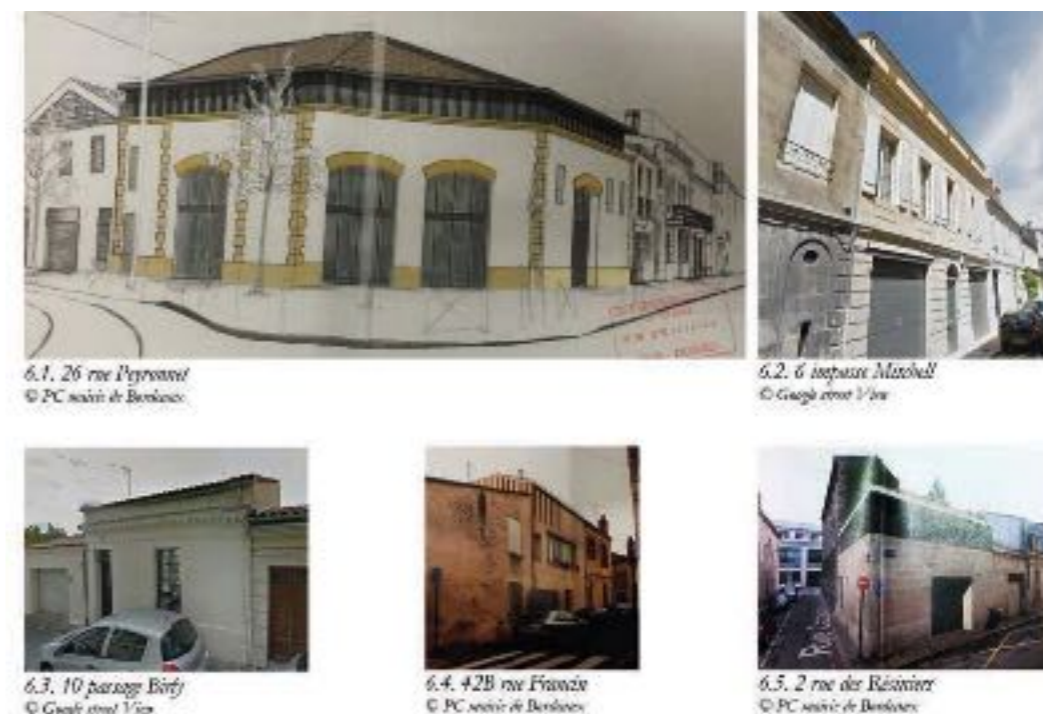 6.1. 26 rue Peyronnet
© PC mairie de Bordeaux
6.2. 6 impasse Mitchell
© Google street View
6.3. 10 passage Birly
© Google street View
6.4. 42B rue Francin
© PC mairie de Bordeaux
6.5. 2 rue des Résiniers
© PC mairie de Bordeaux